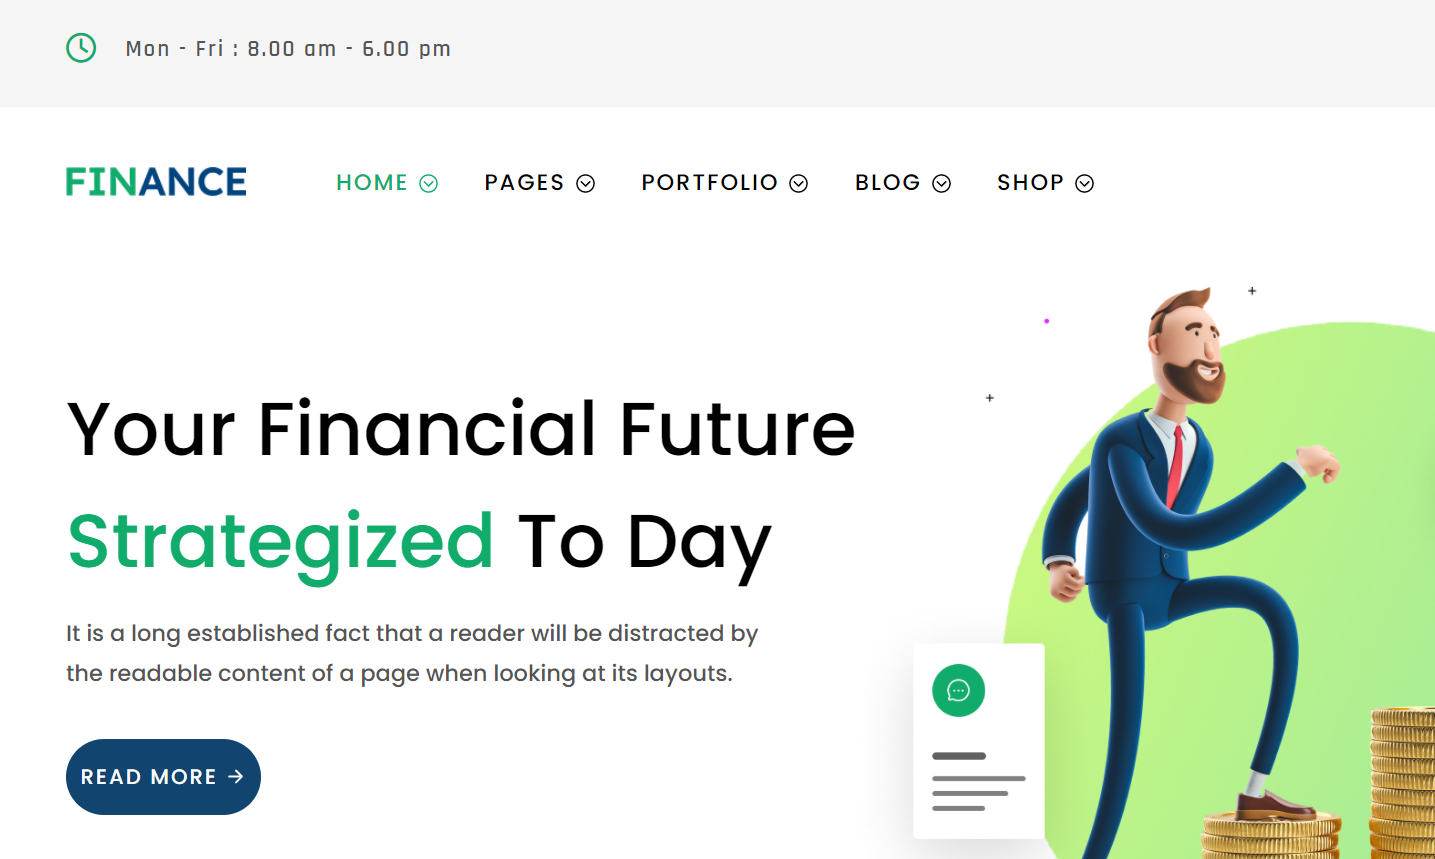 Mon - Fri : 8.00 am - 6.00 pm
FINANCE
HOME PAGES PORTFOLIO BLOG SHOP
Your Financial Future
Strategized To Day
It is a long established fact that a reader will be distracted by
the readable content of a page when looking at its layouts.
READ MORE →